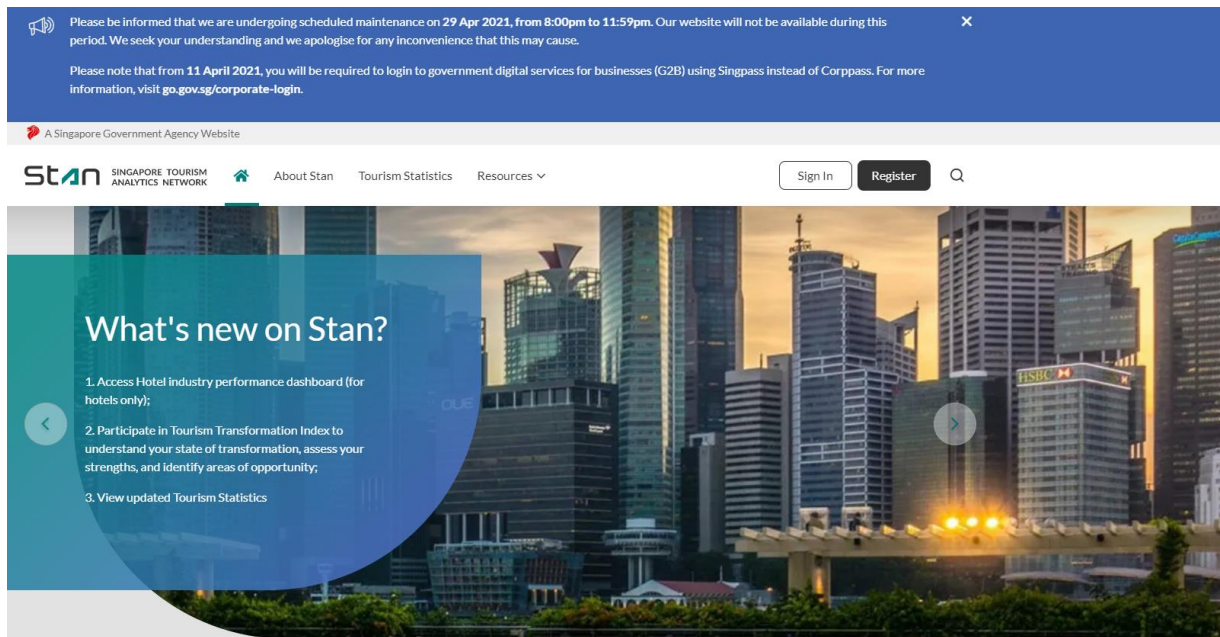 Please be informed that we are undergoing scheduled maintenance on 29 Apr 2021, from 8:00pm to 11:59pm. Our website will not be available during this
period. We seek your understanding and we apologise for any inconvenience that this may cause.
Please note that from 11 April 2021, you will be required to login to government digital services for businesses (G2B) using Singpass instead of Corppass. For more
information, visit go.gov.sg/corporate-login.
A Singapore Government Agency Website
Stan SINGAPORE TOURISM
ANALYTICS NETWORK
About Stan Tourism Statistics Resources
Sign In Register
What's new on Stan?
1. Access Hotel industry performance dashboard (for
hotels only);
2. Participate in Tourism Transformation Index to
understand your state of transformation, assess your
strengths, and identify areas of opportunity;
3. View updated Tourism Statistics
OUE
HSBC